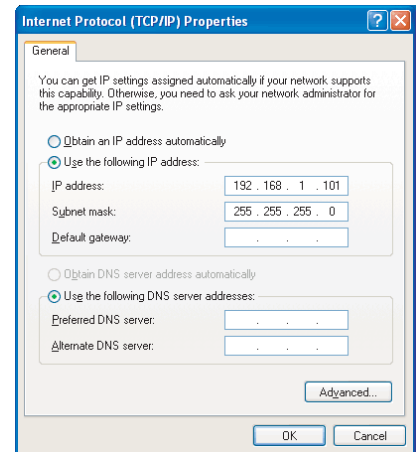 Internet Protocol (TCP/IP) Properties
General
You can get IP settings assigned automatically if your network supports
this capability. Otherwise, you need to ask your network administrator for
the appropriate IP settings.
Obtain an IP address automatically
Use the following IP address:
IP address: 192 . 168 . 1 . 101
Subnet mask: 255 . 255 . 255 . 0
Default gateway: . . .
Obtain DNS server address automatically
Use the following DNS server addresses:
Preferred DNS server: . . .
Alternate DNS server: . . .
Advanced...
OK Cancel